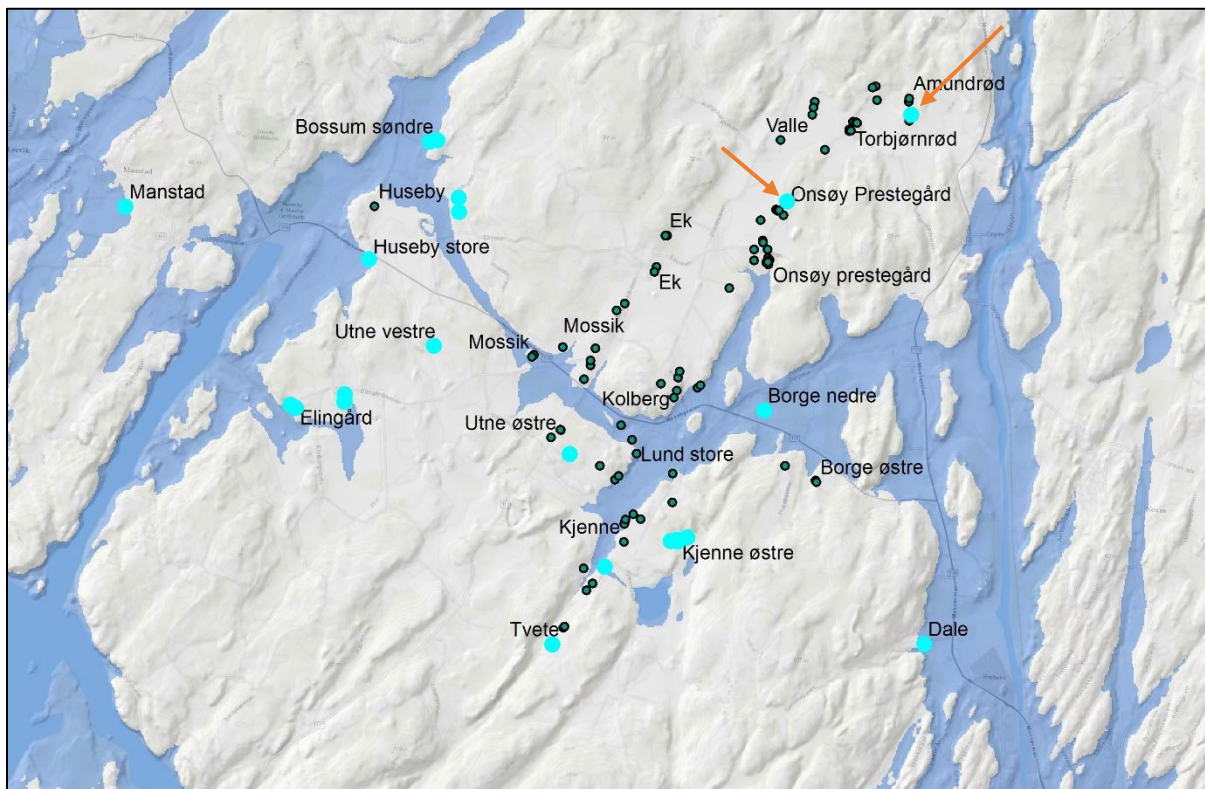 Amundrød
Valle
Torbjørnrød
Bossum søndre
Manstad
Huseby
Onsøy Prestegård
Ek
Huseby store
Ek
Onsøy prestegård
Utne vestre
Mossik
Mossik
Elingård
Kolberg
Borge nedre
Utne østre
Lund store
Borge østre
Kjenne
Kjenne østre
Tvete
Dale